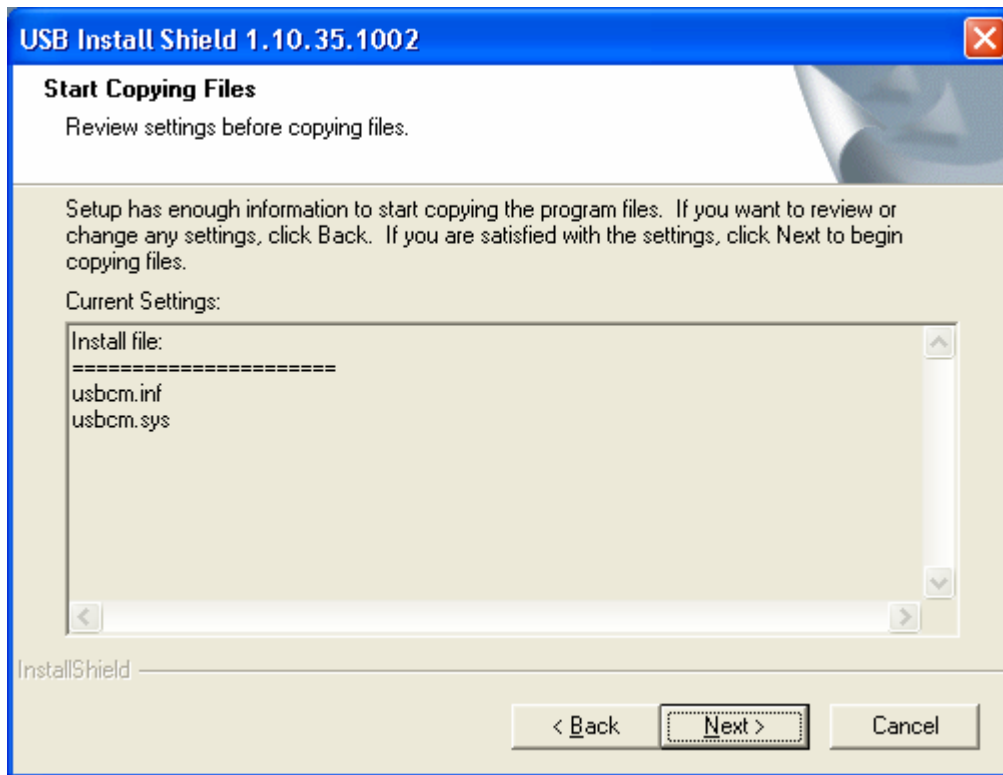 USB Install Shield 1.10.35.1002
Start Copying Files
Review settings before copying files.
Setup has enough information to start copying the program files.  If you want to review or
change any settings, click Back.  If you are satisfied with the settings, click Next to begin
copying files.
Current Settings:
Install file:
======================
usbcm.inf
usbcm.sys
InstallShield
< Back
Next >
Cancel